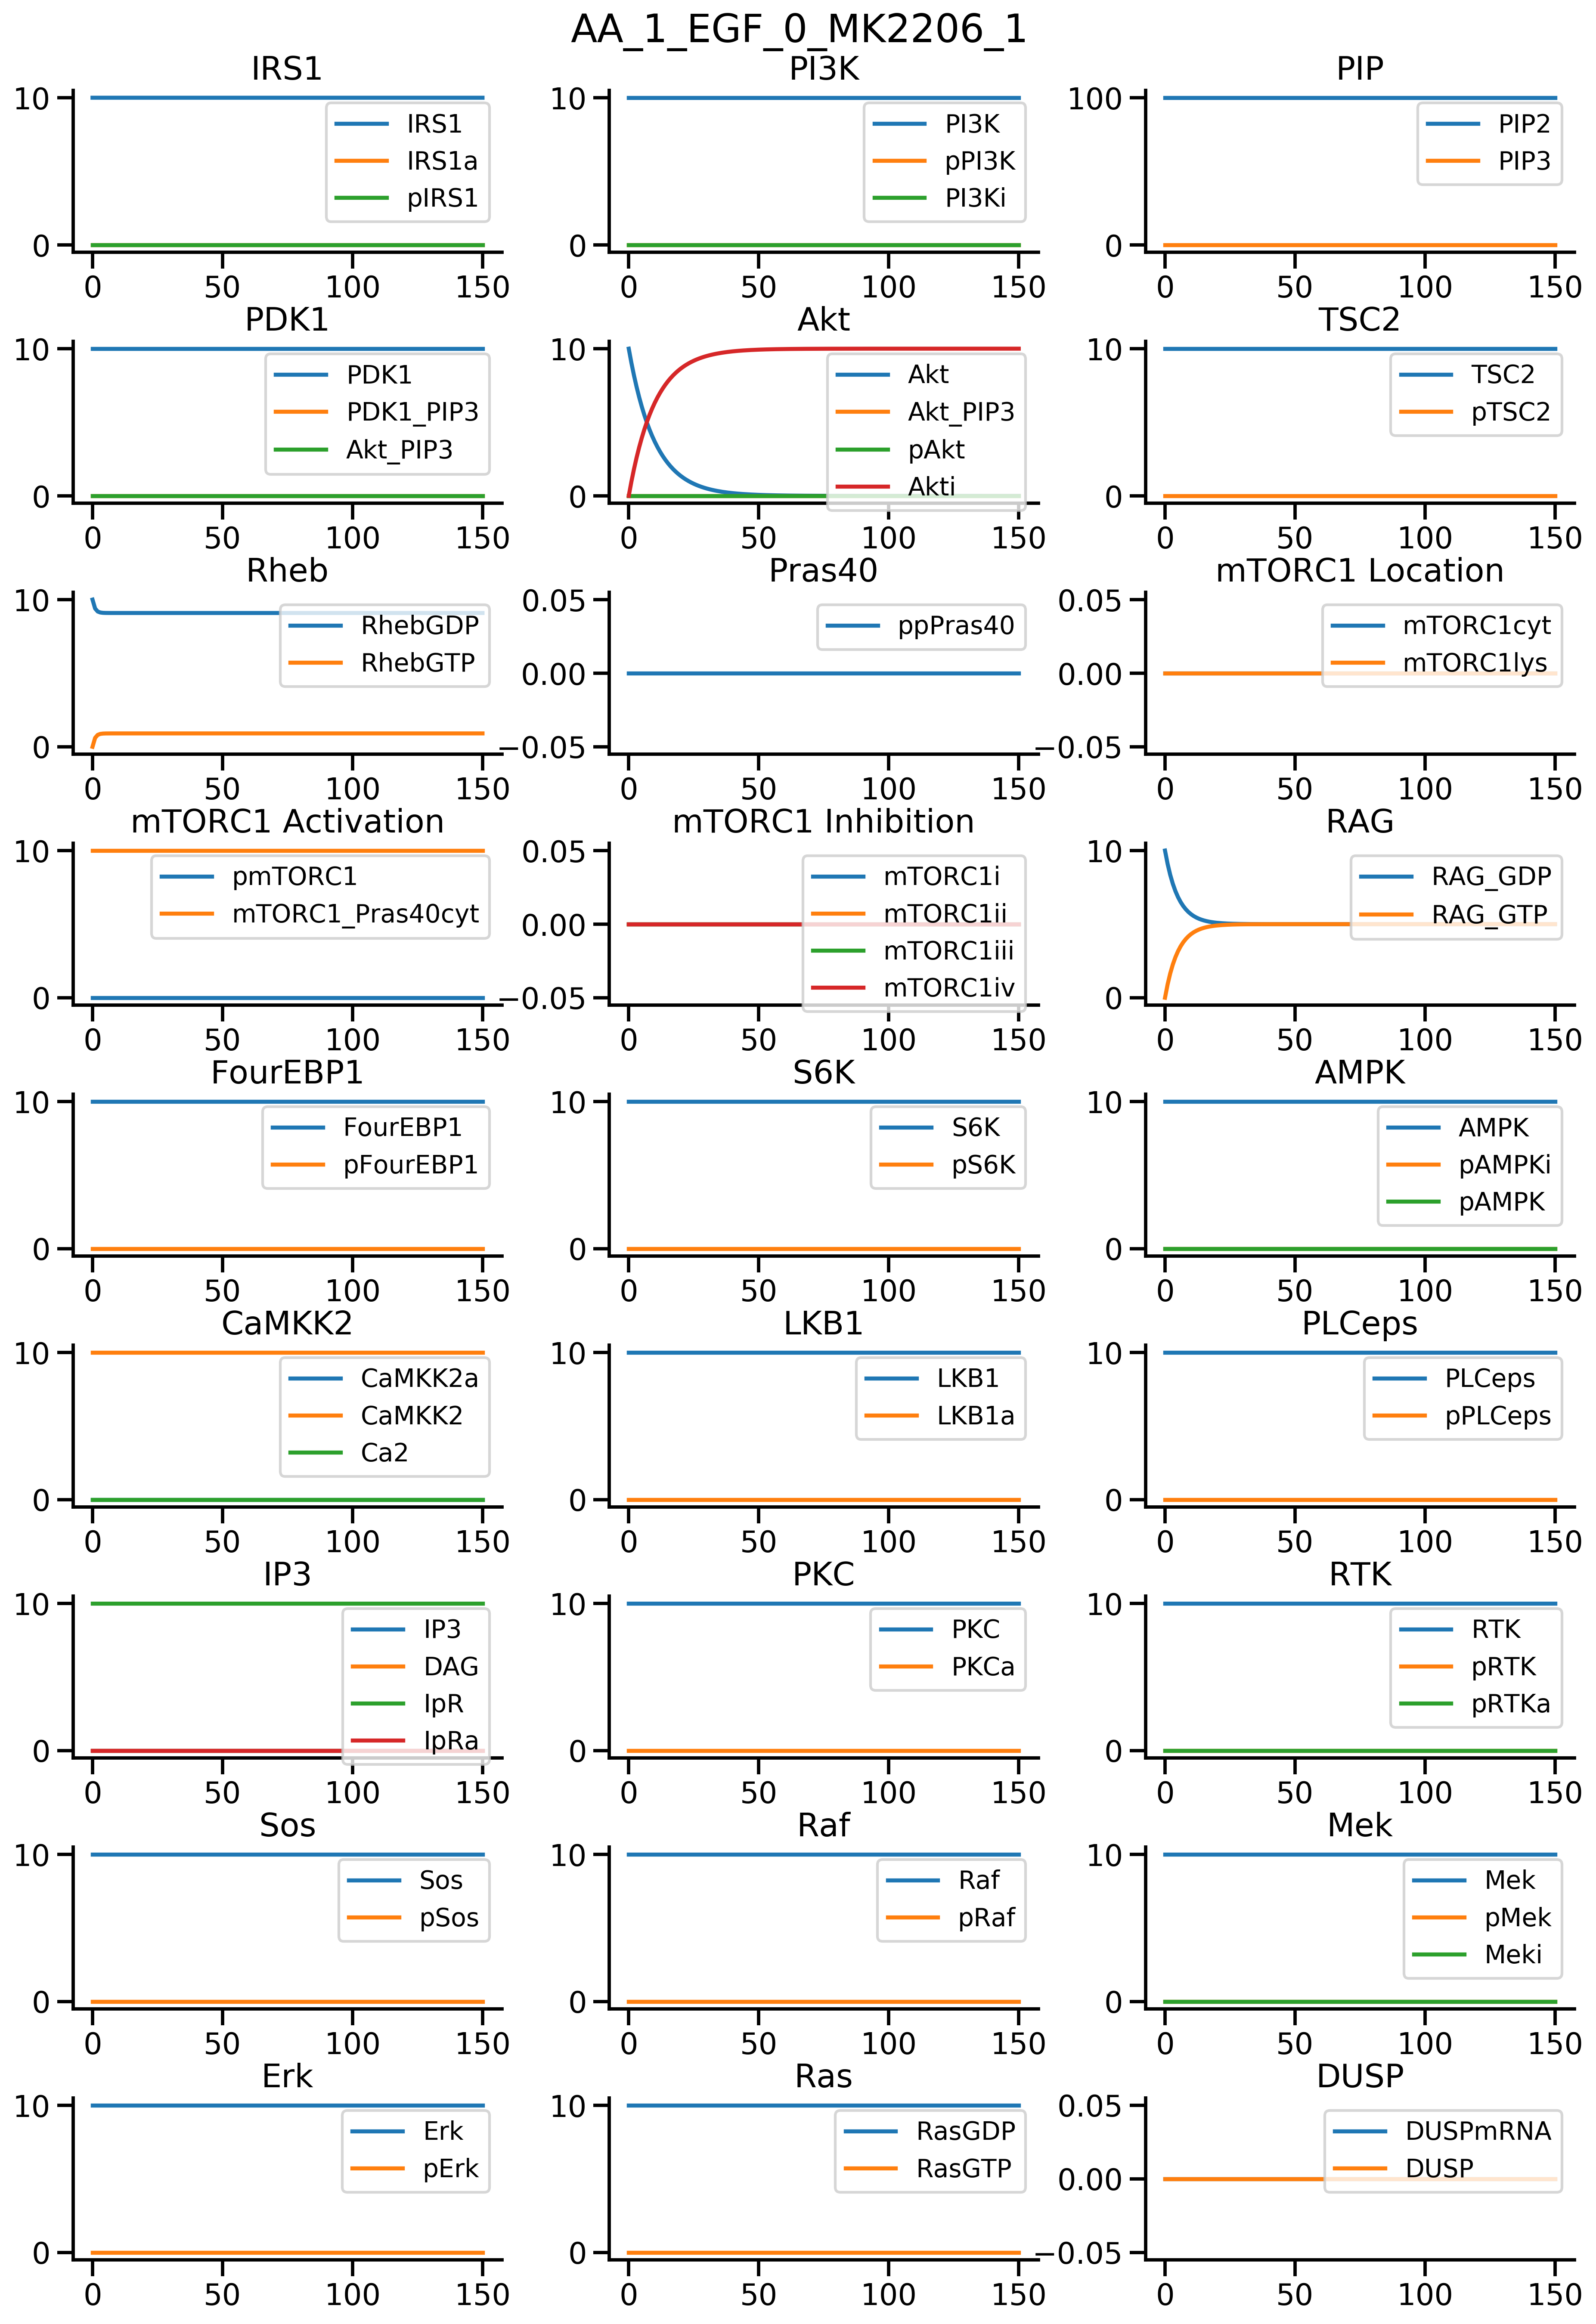 AA_1_EGF_0_MK2206_1
IRS1
10
0
0 50 100 150
IRS1
IRS1a
pIRS1
PI3K
10
0
0 50 100 150
PI3K
pPI3K
PI3Ki
PIP
100
0
0 50 100 150
PIP2
PIP3
PDK1
10
0
0 50 100 150
PDK1
PDK1_PIP3
Akt_PIP3
Akt
10
0
0 50 100 150
Akt
Akt_PIP3
pAkt
Akti
TSC2
10
0
0 50 100 150
TSC2
pTSC2
Rheb
10
0
0 50 100 150
RhebGDP
RhebGTP
Pras40
0.05
0.00
−0.05
0 50 100 150
ppPras40
mTORC1 Location
0.05
0.00
−0.05
0 50 100 150
mTORC1cyt
mTORC1lys
mTORC1 Activation
10
0
0 50 100 150
pmTORC1
mTORC1_Pras40cyt
mTORC1 Inhibition
0.05
0.00
−0.05
0 50 100 150
mTORC1i
mTORC1ii
mTORC1iii
mTORC1iv
RAG
10
0
0 50 100 150
RAG_GDP
RAG_GTP
FourEBP1
10
0
0 50 100 150
FourEBP1
pFourEBP1
S6K
10
0
0 50 100 150
S6K
pS6K
AMPK
10
0
0 50 100 150
AMPK
pAMPKi
pAMPK
CaMKK2
10
0
0 50 100 150
CaMKK2a
CaMKK2
Ca2
LKB1
10
0
0 50 100 150
LKB1
LKB1a
PLCeps
10
0
0 50 100 150
PLCeps
pPLCeps
IP3
10
0
0 50 100 150
IP3
DAG
IpR
IpRa
PKC
10
0
0 50 100 150
PKC
PKCa
RTK
10
0
0 50 100 150
RTK
pRTK
pRTKa
Sos
10
0
0 50 100 150
Sos
pSos
Raf
10
0
0 50 100 150
Raf
pRaf
Mek
10
0
0 50 100 150
Mek
pMek
Meki
Erk
10
0
0 50 100 150
Erk
pErk
Ras
10
0
0 50 100 150
RasGDP
RasGTP
DUSP
0.05
0.00
−0.05
0 50 100 150
DUSPmRNA
DUSP